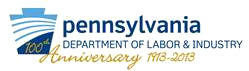 pennsylvania
DEPARTMENT OF LABOR & INDUSTRY
100th Anniversary 1913-2013